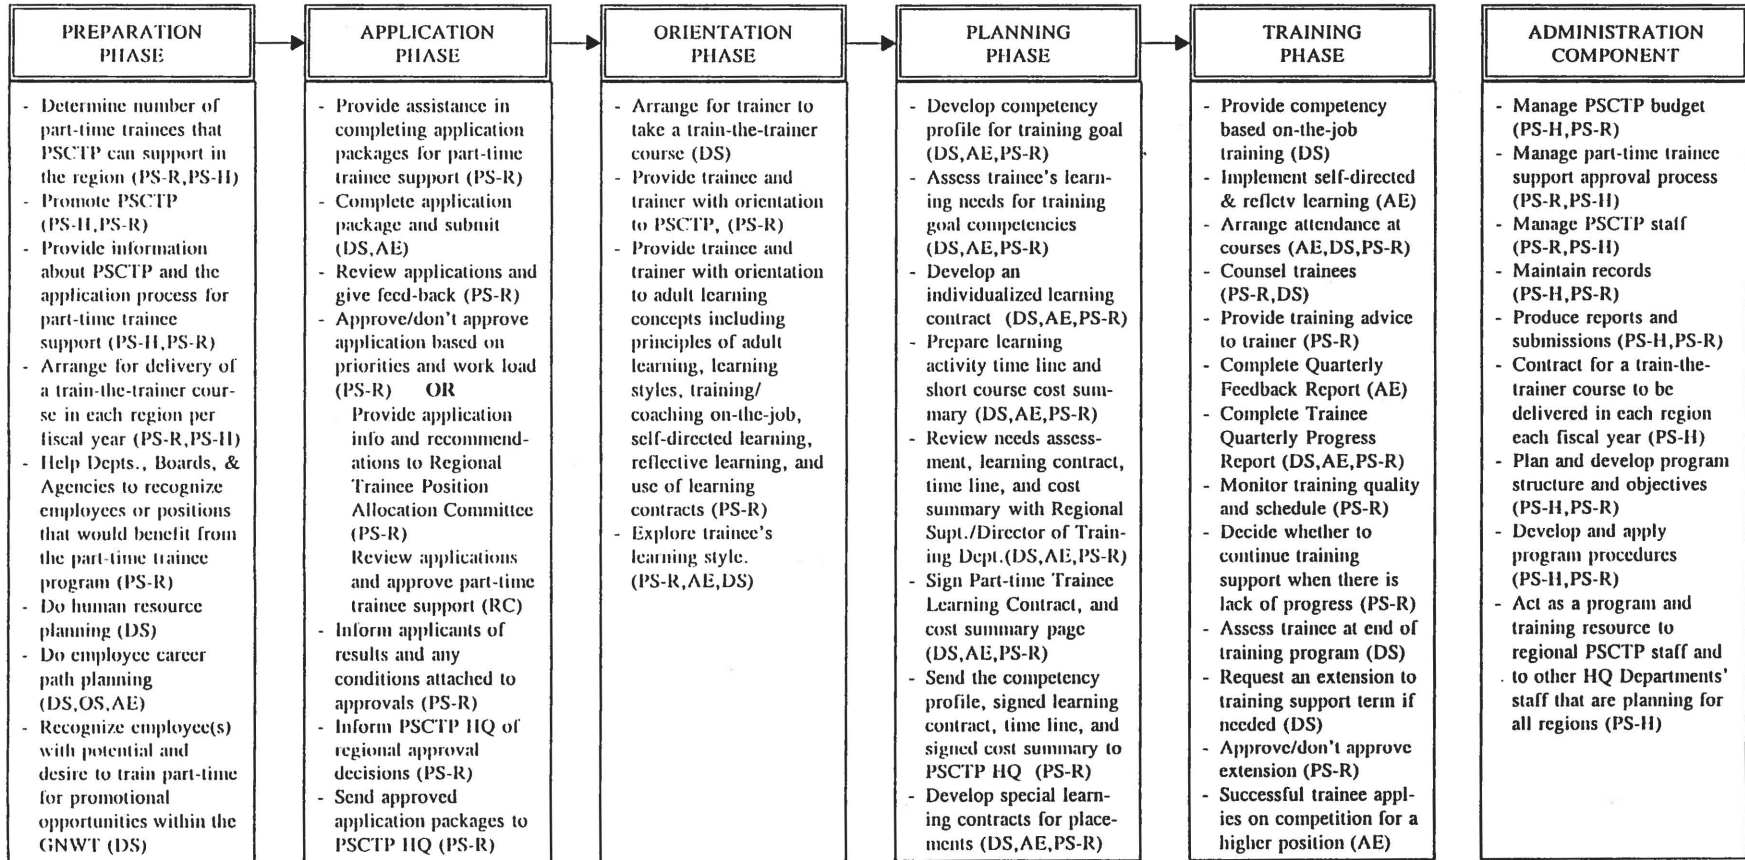 PREPARATION
PHASE
- Determine number of
part-time trainees that
PSCTP can support in
the region (PS-R,PS-H)
- Promote PSCTP
(PS-H,PS-R)
- Provide information
about PSCTP and the
application process for
part-time trainee
support (PS-H,PS-R)
- Arrange for delivery of
a train-the-trainer cour-
se in each region per
fiscal year (PS-R,PS-H)
- Help Depts., Boards, &
Agencies to recognize
employees or positions
that would benefit from
the part-time trainee
program (PS-R)
- Do human resource
planning (DS)
- Do employee career
path planning
(DS,OS,AE)
- Recognize employee(s)
with potential and
desire to train part-time
for promotional
opportunities within the
GNWT (DS)
APPLICATION
PHASE
- Provide assistance in
completing application
packages for part-time
trainee support (PS-R)
- Complete application
package and submit
(DS,AE)
- Review applications and
give feed-back (PS-R)
- Approve/don't approve
application based on
priorities and work load
(PS-R) OR
Provide application
info and recommend-
ations to Regional
Trainee Position
Allocation Committee
(PS-R)
Review applications
and approve part-time
trainee support (RC)
- Inform applicants of
results and any
conditions attached to
approvals (PS-R)
- Inform PSCTP HQ of
regional approval
decisions (PS-R)
- Send approved
application packages to
PSCTP HQ (PS-R)
ORIENTATION
PHASE
- Arrange for trainer to
take a train-the-trainer
course (DS)
- Provide trainee and
trainer with orientation
to PSCTP, (PS-R)
- Provide trainee and
trainer with orientation
to adult learning
concepts including
principles of adult
learning, learning
styles, training/
coaching on-the-job,
self-directed learning,
reflective learning, and
use of learning
contracts (PS-R)
- Explore trainee's
learning style.
(PS-R,AE,DS)
PLANNING
PHASE
- Develop competency
profile for training goal
(DS,AE,PS-R)
- Assess trainee's learn-
ing needs for training
goal competencies
(DS,AE,PS-R)
- Develop an
individualized learning
contract (DS,AE,PS-R)
- Prepare learning
activity time line and
short course cost sum-
mary (DS,AE,PS-R)
- Review needs assess-
ment, learning contract,
time line, and cost
summary with Regional
Supt./Director of Train-
ing Dept.(DS,AE,PS-R)
- Sign Part-time Trainee
Learning Contract, and
cost summary page
(DS,AE,PS-R)
- Send the competency
profile, signed learning
contract, time line, and
signed cost summary to
PSCTP HQ (PS-R)
- Develop special learn-
ing contracts for place-
ments (DS,AE,PS-R)
TRAINING
PHASE
- Provide competency
based on-the-job
training (DS)
- Implement self-directed
& reflctv learning (AE)
- Arrange attendance at
courses (AE,DS,PS-R)
- Counsel trainees
(PS-R,DS)
- Provide training advice
to trainer (PS-R)
- Complete Quarterly
Feedback Report (AE)
- Complete Trainee
Quarterly Progress
Report (DS,AE,PS-R)
- Monitor training quality
and schedule (PS-R)
- Decide whether to
continue training
support when there is
lack of progress (PS-R)
- Assess trainee at end of
training program (DS)
- Request an extension to
training support term if
needed (DS)
- Approve/don't approve
extension (PS-R)
- Successful trainee appl-
ies on competition for a
higher position (AE)
ADMINISTRATION
COMPONENT
- Manage PSCTP budget
(PS-H,PS-R)
- Manage part-time trainee
support approval process
(PS-R,PS-H)
- Manage PSCTP staff
(PS-R,PS-H)
- Maintain records
(PS-H,PS-R)
- Produce reports and
submissions (PS-H,PS-R)
- Contract for a train-the-
trainer course to be
delivered in each region
each fiscal year (PS-H)
- Plan and develop program
structure and objectives
(PS-H,PS-R)
- Develop and apply
program procedures
(PS-H,PS-R)
- Act as a program and
training resource to
regional PSCTP staff and
to other HQ Departments'
staff that are planning for
all regions (PS-H)